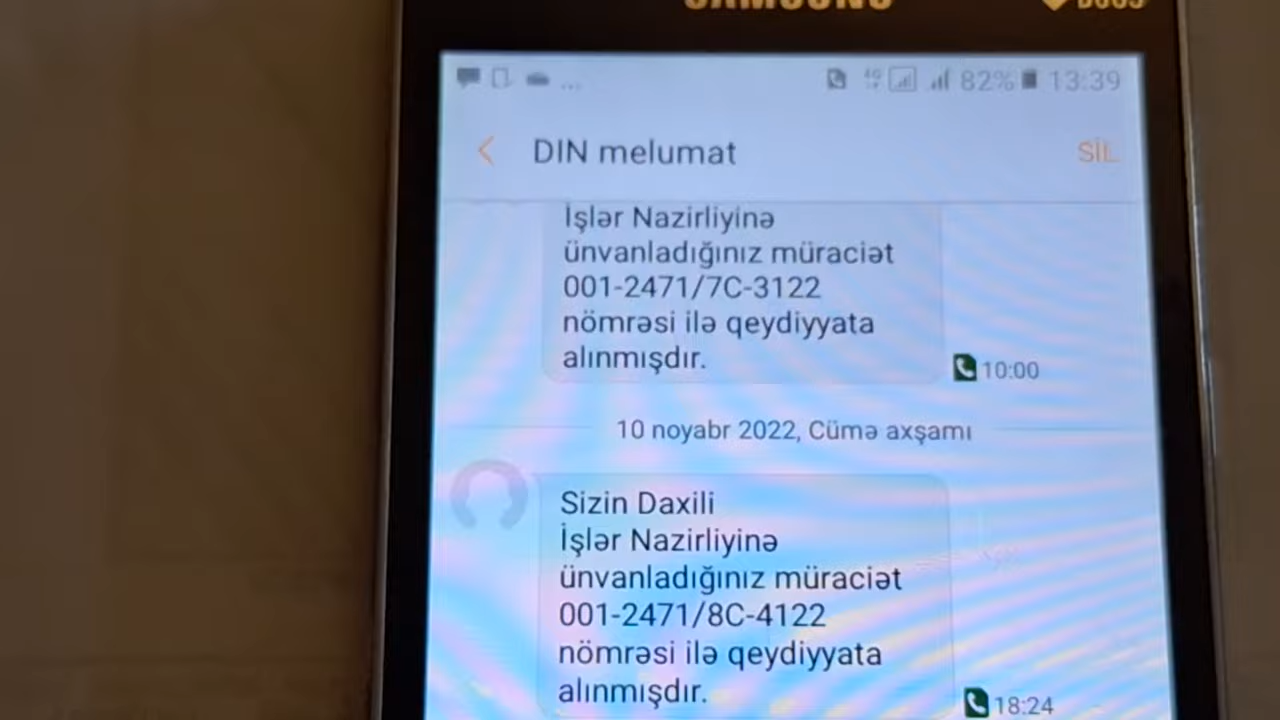 SAMSUNG
DUOS
... 82% 13:39
< DIN melumat SİL
İşlər Nazirliyinə
ünvanladığınız müraciət
001-2471/7C-3122
nömrəsi ilə qeydiyyata
alınmışdır.
10:00
10 noyabr 2022, Cümə axşamı
Sizin Daxili
İşlər Nazirliyinə
ünvanladığınız müraciət
001-2471/8C-4122
nömrəsi ilə qeydiyyata
alınmışdır.
18:24